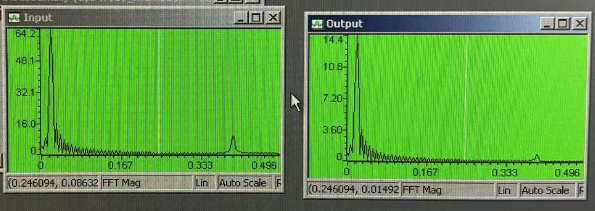 Input
64.2
48.1
32.1
16.0
0
0 0.167 0.333 0.496
(0.246094, 0.08632 FFT Mag Lin Auto Scale
Output
14.4
10.8
7.20
3.60
0
0 0.167 0.333 0.496
(0.246094, 0.01492 FFT Mag Lin Auto Scale